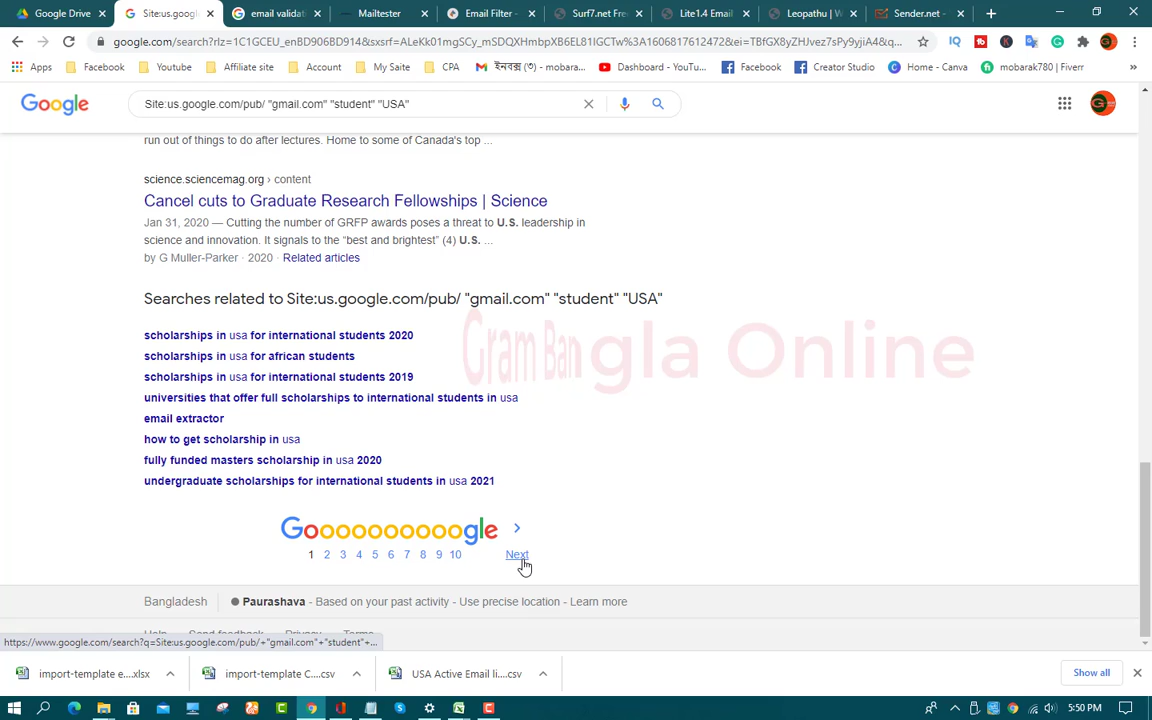 Google Drive
Site:us.google
email validat
Mailtester
Email Filter -
Surf7.net Fre
Lite1.4 Email
Leopathu | W
Sender.net -
google.com/search?rlz=1C1GCEU_enBD906BD914&sxsrf=ALeKk01mgSCy_mSDQXHmbpXB6EL81IGCTw%3A1606817612472&ei=TBfGX8yZHJvez7sPy9yjiA4&q...
Apps
Facebook
Youtube
Affiliate site
Account
My Saite
CPA
ইনবক্স (৩) - mobara...
Dashboard - YouTu...
Facebook
Creator Studio
Home - Canva
mobarak780 | Fiverr
Google
Site:us.google.com/pub/ "gmail.com" "student" "USA"
run out of things to do after lectures. Home to some of Canada's top ...
science.sciencemag.org › content
Cancel cuts to Graduate Research Fellowships | Science
Jan 31, 2020 — Cutting the number of GRFP awards poses a threat to U.S. leadership in
science and innovation. It signals to the "best and brightest" (4) U.S. ...
by G Muller-Parker · 2020 · Related articles
Searches related to Site:us.google.com/pub/ "gmail.com" "student" "USA"
Gram Bangla Online
scholarships in usa for international students 2020
scholarships in usa for african students
scholarships in usa for international students 2019
universities that offer full scholarships to international students in usa
email extractor
how to get scholarship in usa
fully funded masters scholarship in usa 2020
undergraduate scholarships for international students in usa 2021
Goooooooooogle >
1 2 3 4 5 6 7 8 9 10 Next
Bangladesh
Paurashava - Based on your past activity - Use precise location - Learn more
Help Send feedback Privacy Terms
https://www.google.com/search?q=Site:us.google.com/pub/+"gmail.com"+"student"+...
import-template e....xlsx
import-template C....csv
USA Active Email li....csv
Show all
5:50 PM